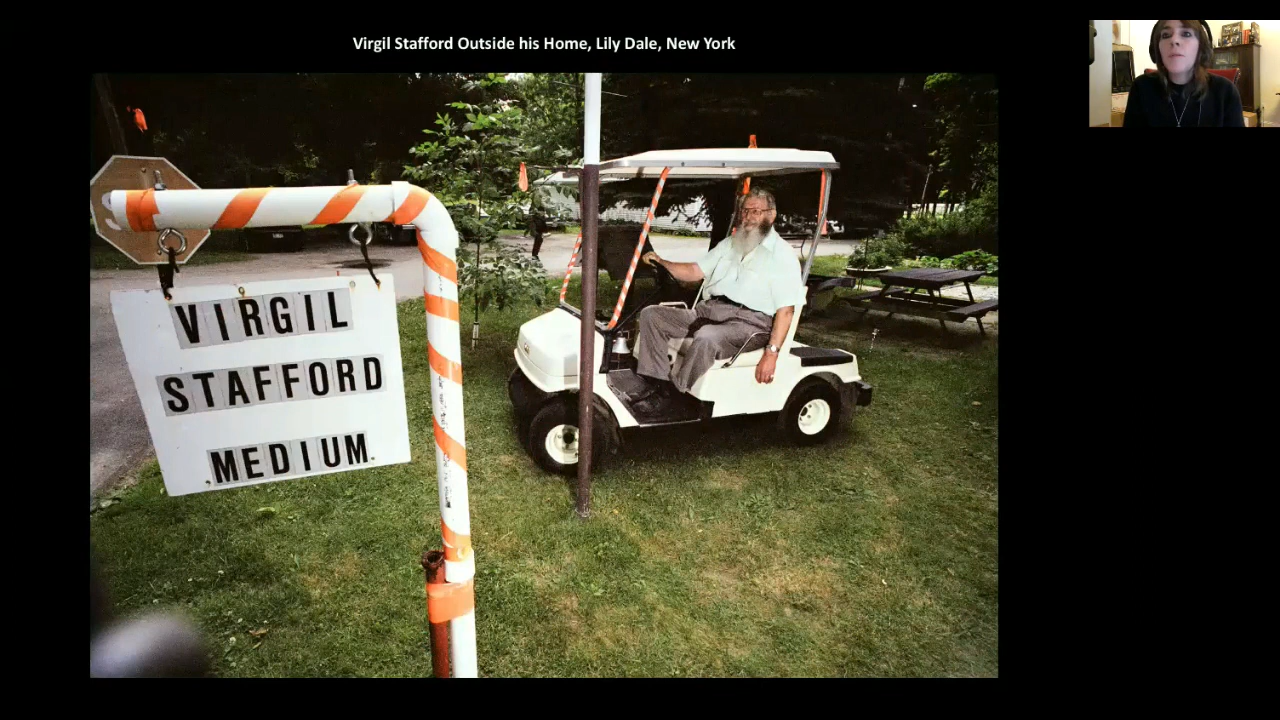 Virgil Stafford Outside his Home, Lily Dale, New York
VIRGIL
STAFFORD
MEDIUM